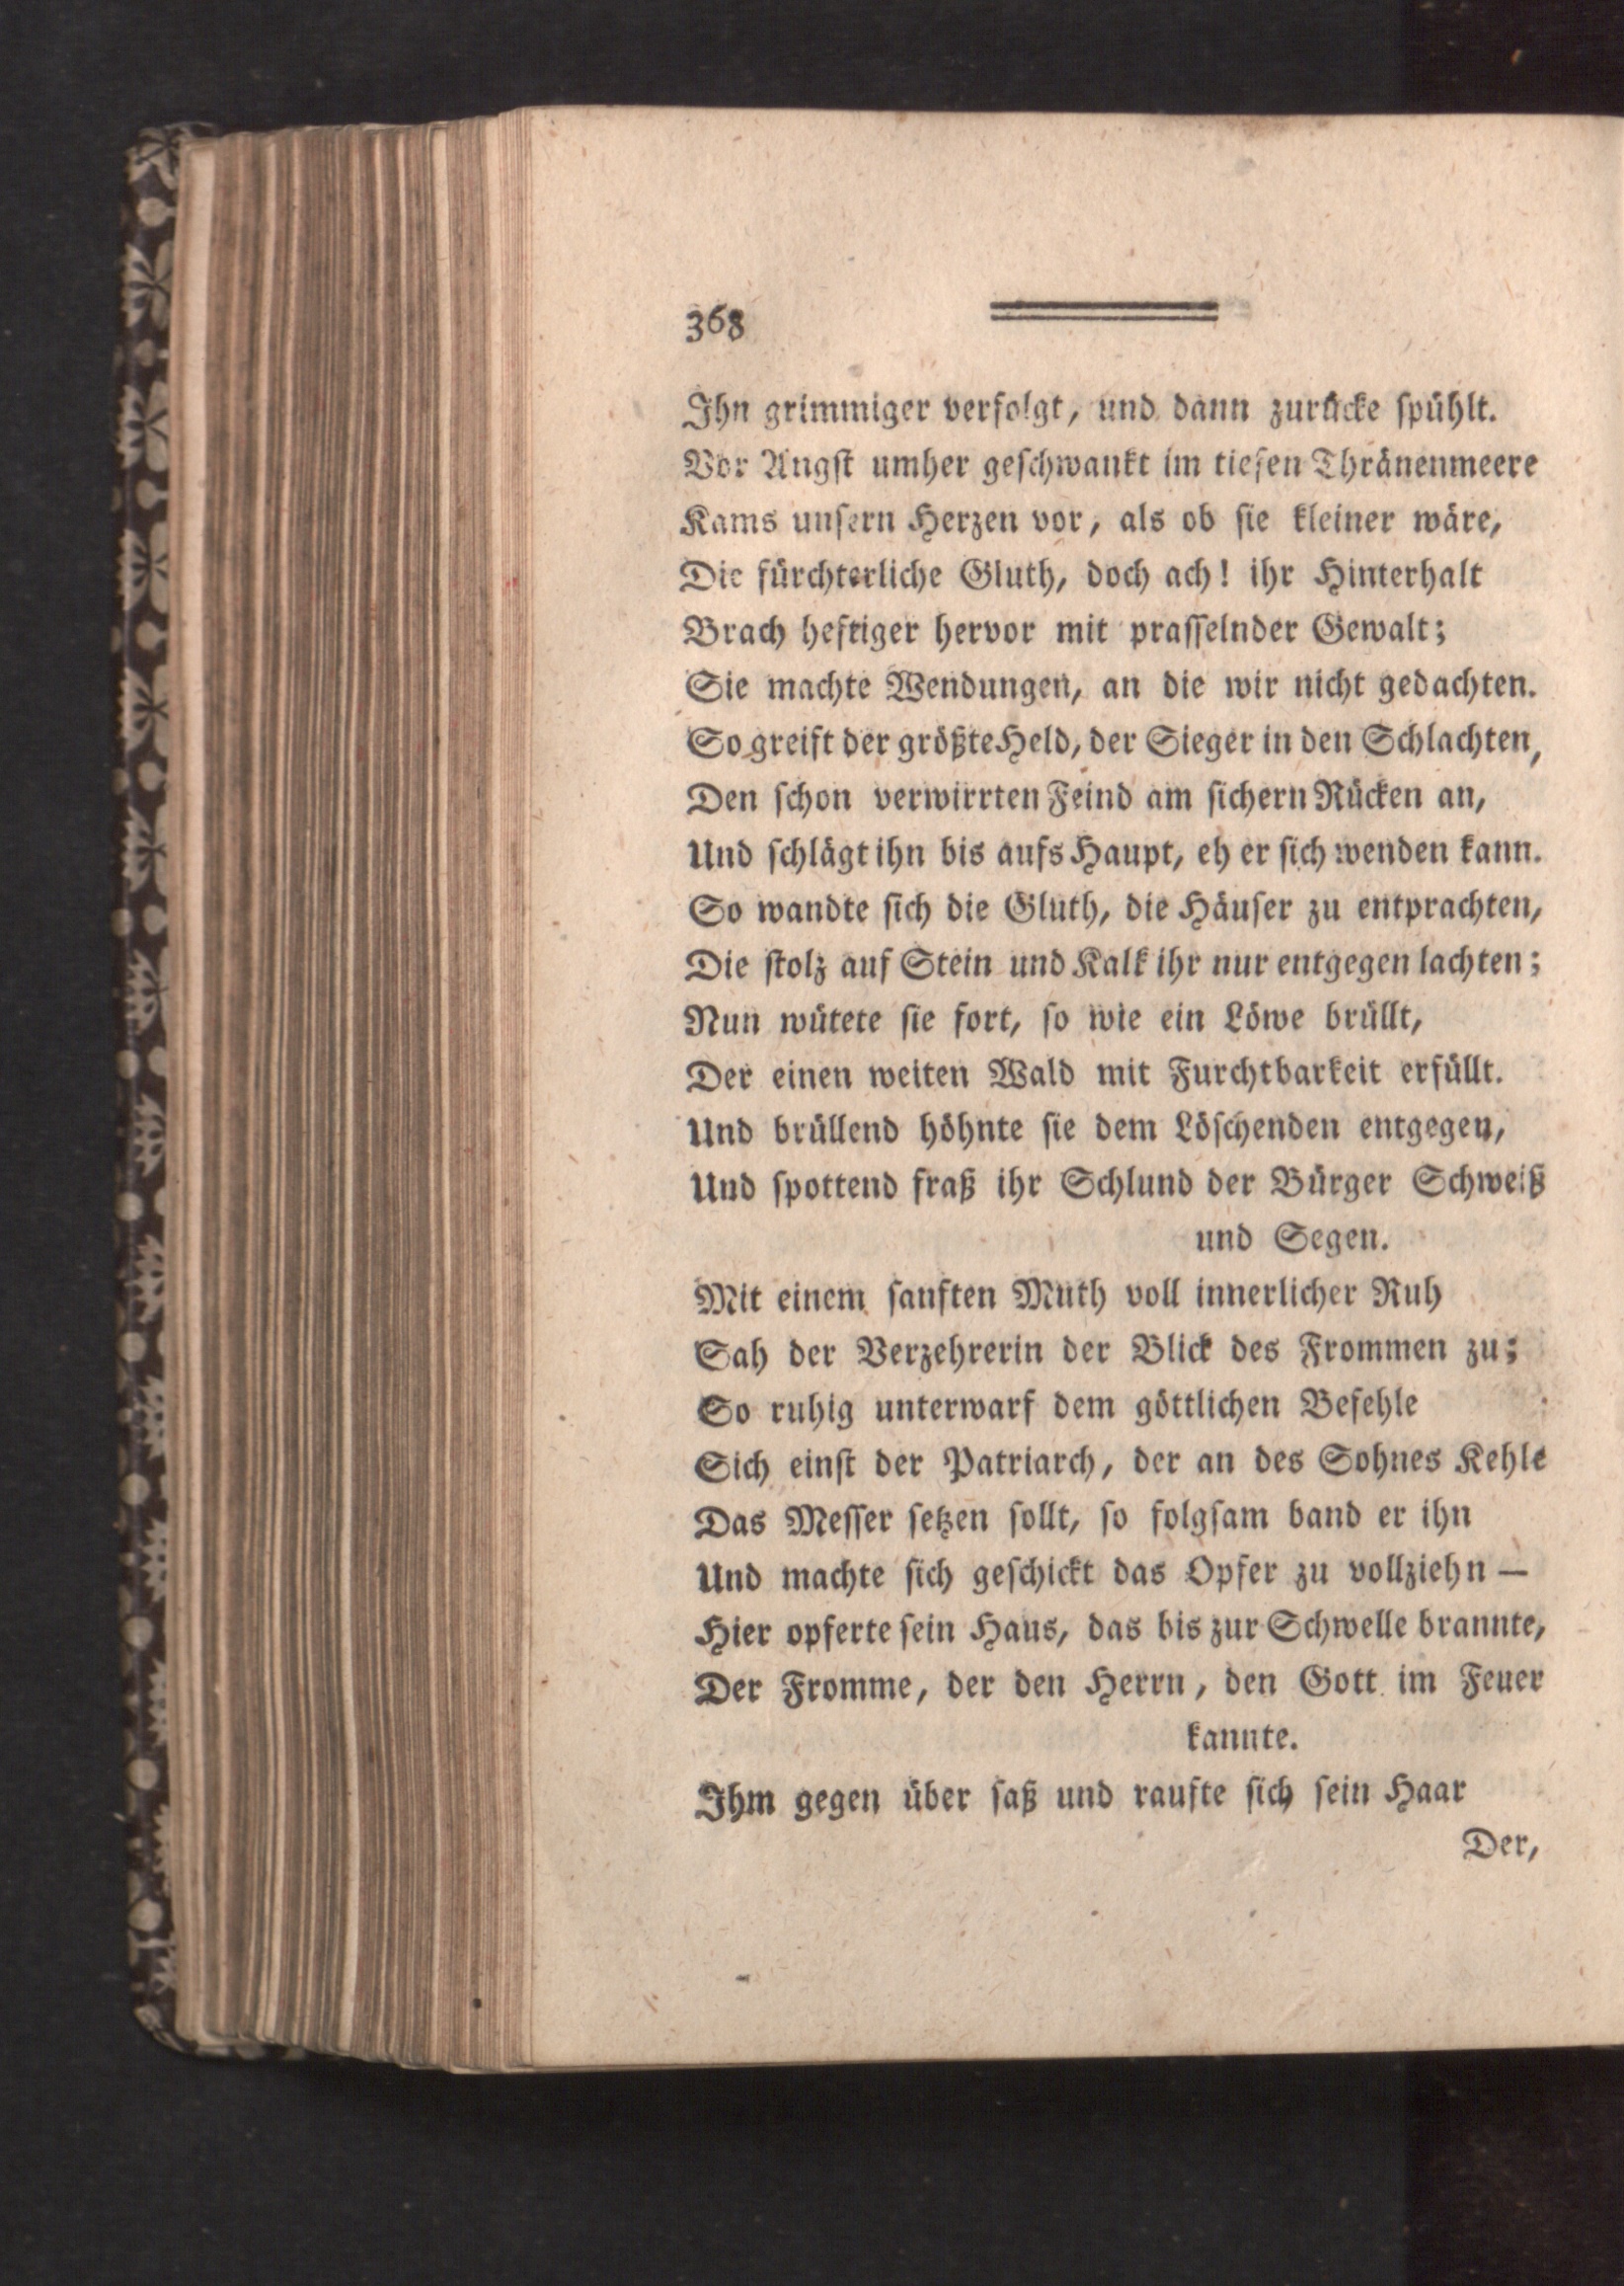 368
Ihn grimmiger verfolgt, und dann zurücke spühlt.
Vor Angst umher geschwankt im tiefen Thränenmeere
Kams unsern Herzen vor, als ob sie kleiner wäre,
Die fürchterliche Gluth, doch ach! ihr Hinterhalt
Brach heftiger hervor mit prasselnder Gewalt;
Sie machte Wendungen, an die wir nicht gedachten.
So greift der größte Held, der Sieger in den Schlachten,
Den schon verwirrten Feind am sichern Rücken an,
Und schlägt ihn bis aufs Haupt, eh er sich wenden kann.
So wandte sich die Gluth, die Häuser zu entprachten,
Die stolz auf Stein und Kalk ihr nur entgegen lachten;
Nun wütete sie fort, so wie ein Löwe brüllt,
Der einen weiten Wald mit Furchtbarkeit erfüllt.
Und brüllend höhnte sie dem Löschenden entgegen,
Und spottend fraß ihr Schlund der Bürger Schweiß
und Segen.
Mit einem sanften Muth voll innerlicher Ruh
Sah der Verzehrerin der Blick des Frommen zu;
So ruhig unterwarf dem göttlichen Befehle
Sich einst der Patriarch, der an des Sohnes Kehle
Das Messer setzen sollt, so folgsam band er ihn
Und machte sich geschickt das Opfer zu vollziehn —
Hier opferte sein Haus, das bis zur Schwelle brannte,
Der Fromme, der den Herrn, den Gott im Feuer
kannte.
Ihm gegen über saß und raufte sich sein Haar
Der,